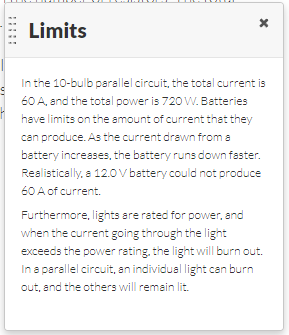 Limits
In the 10-bulb parallel circuit, the total current is
60 A, and the total power is 720 W. Batteries
have limits on the amount of current that they
can produce. As the current drawn from a
battery increases, the battery runs down faster.
Realistically, a 12.0 V battery could not produce
60 A of current.
Furthermore, lights are rated for power, and
when the current going through the light
exceeds the power rating, the light will burn out.
In a parallel circuit, an individual light can burn
out, and the others will remain lit.